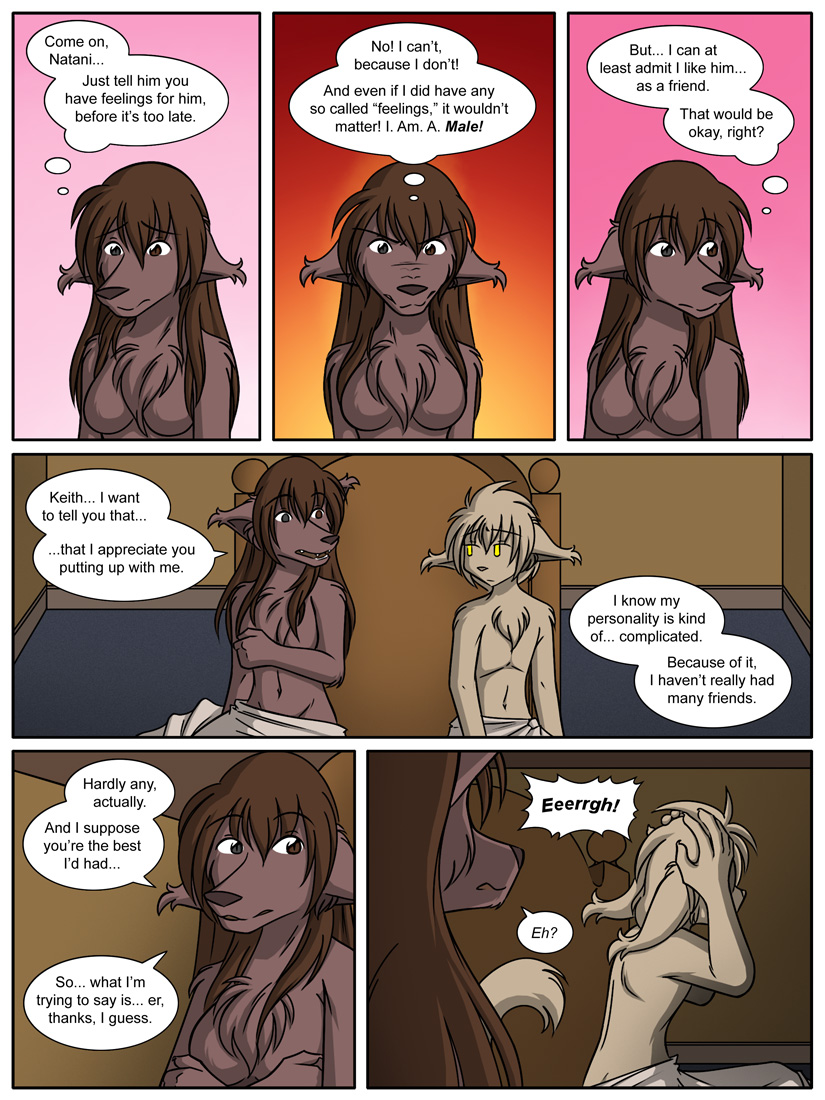 Come on,
Natani...
Just tell him you
have feelings for him,
before it's too late.
No! I can't,
because I don't!
And even if I did have any
so called “feelings,” it wouldn't
matter! I. Am. A. Male!
But... I can at
least admit I like him...
as a friend.
That would be
okay, right?
Keith... I want
to tell you that...
...that I appreciate you
putting up with me.
I know my
personality is kind
of... complicated.
Because of it,
I haven't really had
many friends.
Hardly any,
actually.
And I suppose
you're the best
I'd had...
So... what I'm
trying to say is... er,
thanks, I guess.
Eeerrgh!
Eh?